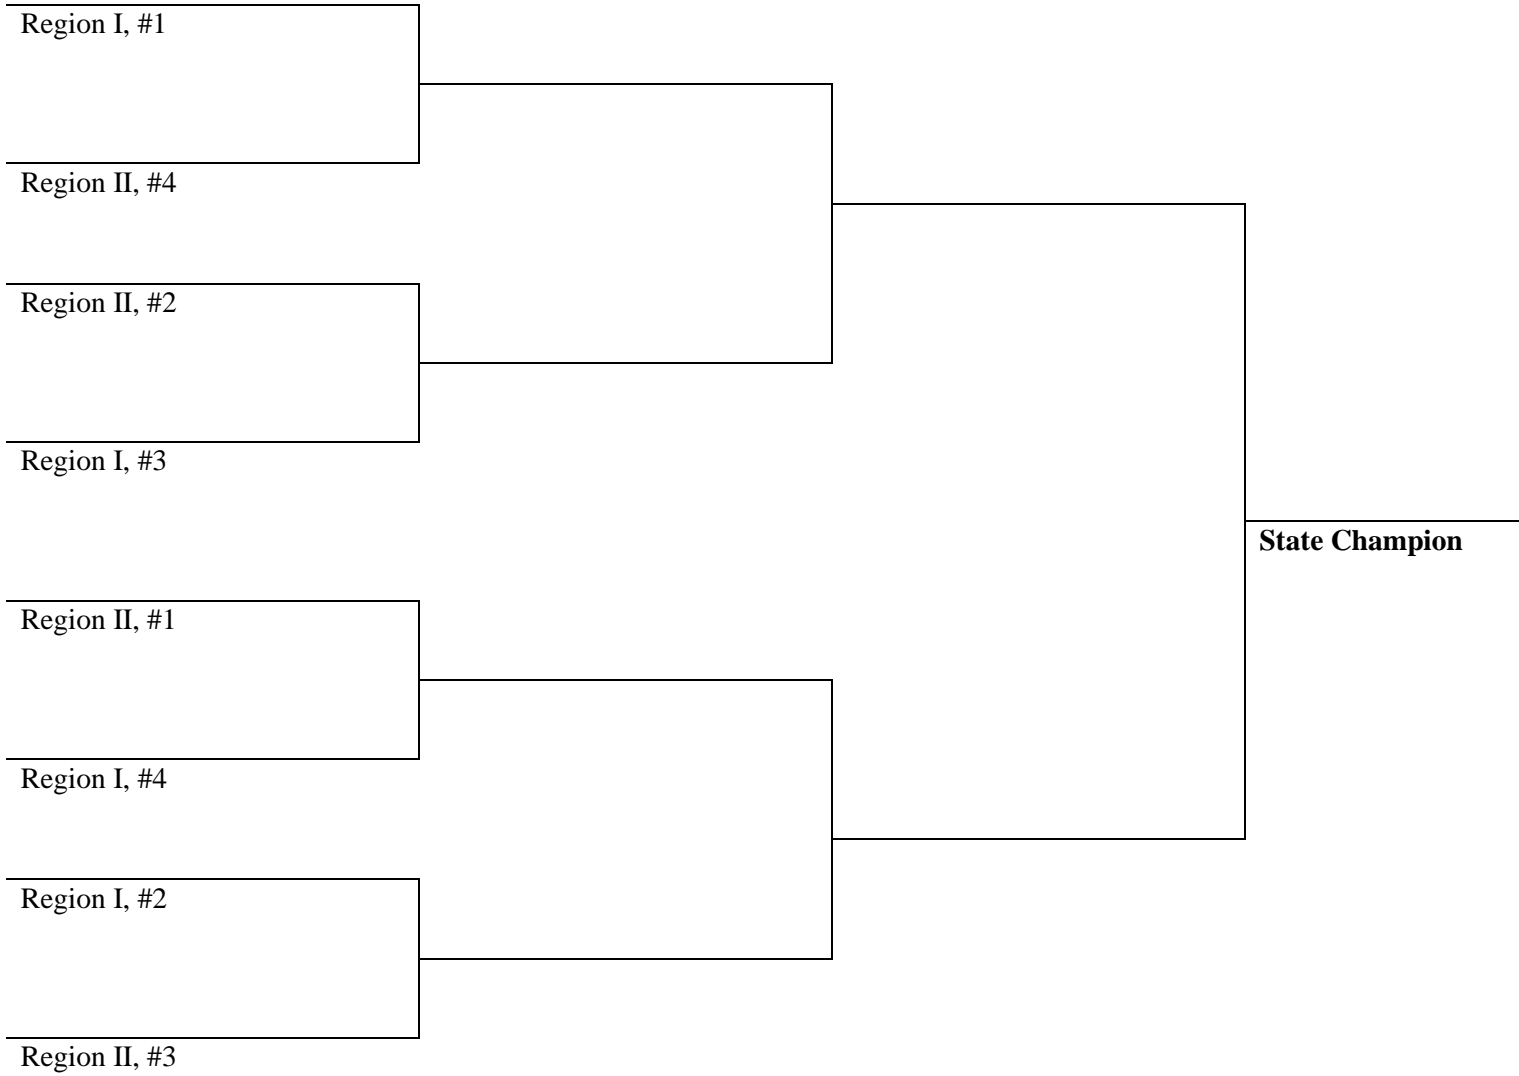 Region I, #1
Region II, #4
Region II, #2
Region I, #3
State Champion
Region II, #1
Region I, #4
Region I, #2
Region II, #3